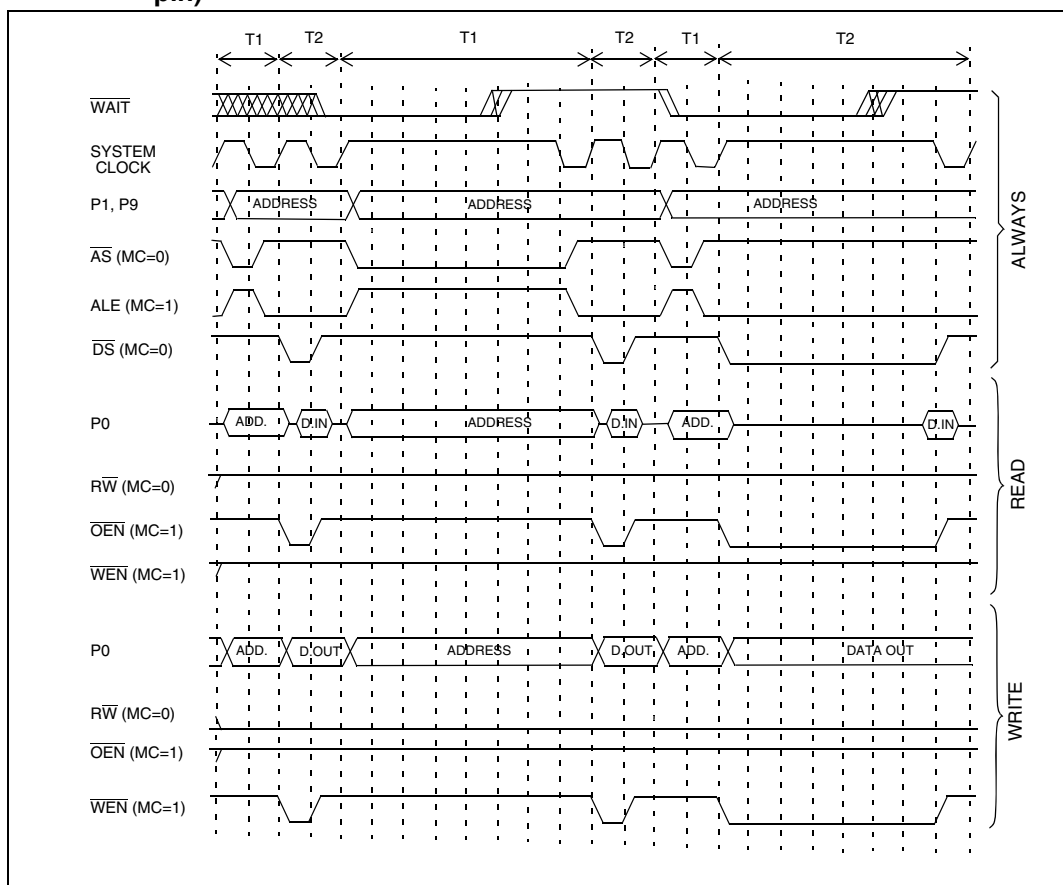 pin)
T1 T2 T1 T2 T1 T2
WAIT
SYSTEM
CLOCK
P1, P9 ADDRESS ADDRESS ADDRESS
AS (MC=0)
ALE (MC=1)
DS (MC=0)
ALWAYS
P0 ADD. D.IN ADDRESS D.IN ADD. D.IN
RW (MC=0)
OEN (MC=1)
WEN (MC=1)
READ
P0 ADD. D.OUT ADDRESS D.OUT ADD. DATA OUT
RW (MC=0)
OEN (MC=1)
WEN (MC=1)
WRITE